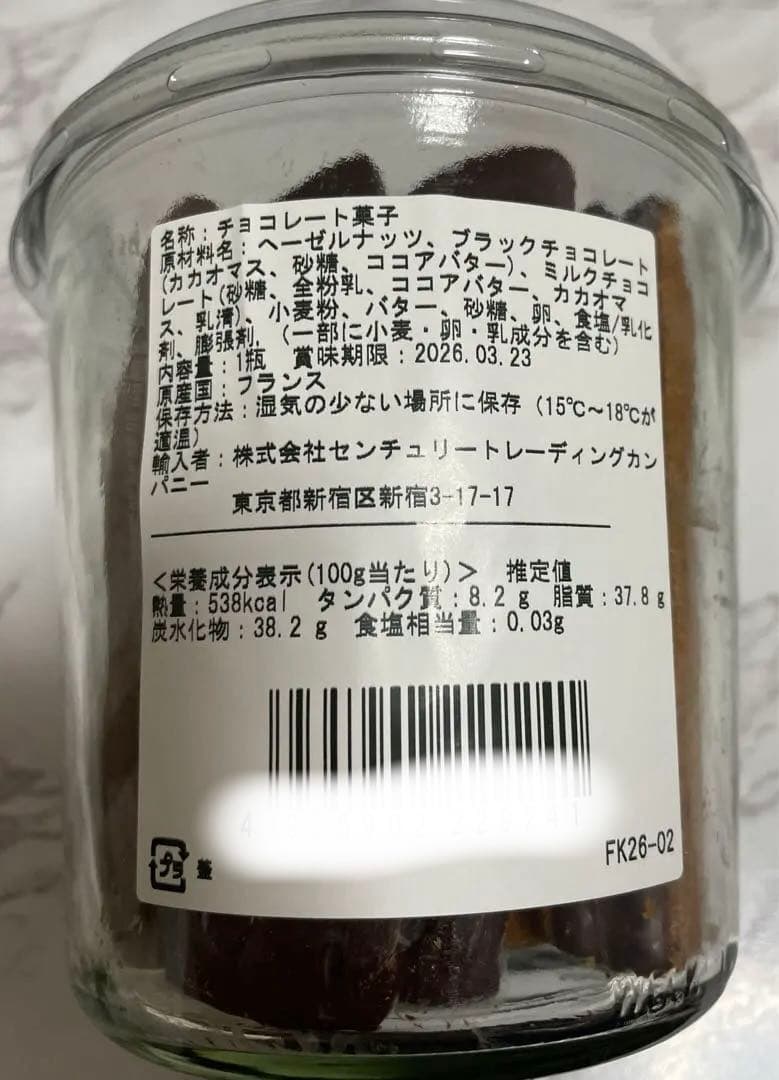 名称：チョコレート菓子
原材料名：ヘーゼルナッツ、ブラックチョコレート
(カカオマス、砂糖、ココアバター)、ミルクチョコ
レート(砂糖、全粉乳、ココアバター、カカオマ
ス、乳清)、小麦粉、バター、砂糖、卵、食塩/乳化
剤、膨張剤、(一部に小麦・卵・乳成分を含む)
内容量：1瓶　賞味期限：2026.03.23
原産国：フランス
保存方法：湿気の少ない場所に保存 (15℃～18℃が
適温)
輸入者：株式会社センチュリートレーディングカン
パニー
東京都新宿区新宿3-17-17
＜栄養成分表示(100g当たり)＞　推定値
熱量：538kcal　タンパク質：8.2 g　脂質：37.8 g
炭水化物：38.2 g　食塩相当量：0.03g
プラ 蓋
FK26-02